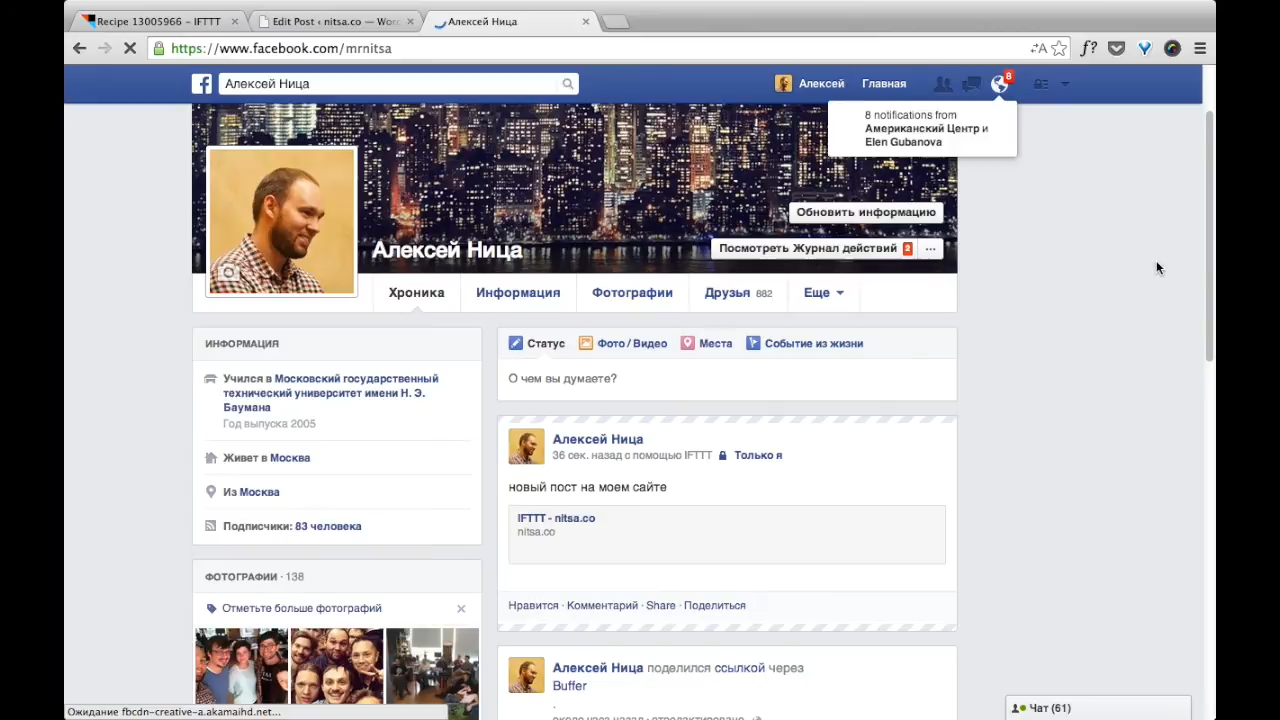 Recipe 13005966 – IFTTT
Edit Post ‹ nitsa.co — Wor
Алексей Ница
https://www.facebook.com/mrnitsa
Алексей Ница
Алексей
Главная
8
8 notifications from
Американский Центр и
Elen Gubanova
Обновить информацию
Алексей Ница
Посмотреть Журнал действий 2 ...
Хроника
Информация
Фотографии
Друзья 882
Еще
ИНФОРМАЦИЯ
Учился в Московский государственный
технический университет имени Н. Э.
Баумана
Год выпуска 2005
Живет в Москва
Из Москва
Подписчики: 83 человека
ФОТОГРАФИИ · 138
Отметьте больше фотографий
Статус
Фото / Видео
Места
Событие из жизни
О чем вы думаете?
Алексей Ница
36 сек. назад с помощью IFTTT Только я
новый пост на моем сайте
IFTTT - nitsa.co
nitsa.co
Нравится · Комментарий · Share · Поделиться
Алексей Ница поделился ссылкой через
Buffer
.
около часа назад · отредактировано ·
Ожидание fbcdn-creative-a.akamaihd.net...
Чат (61)